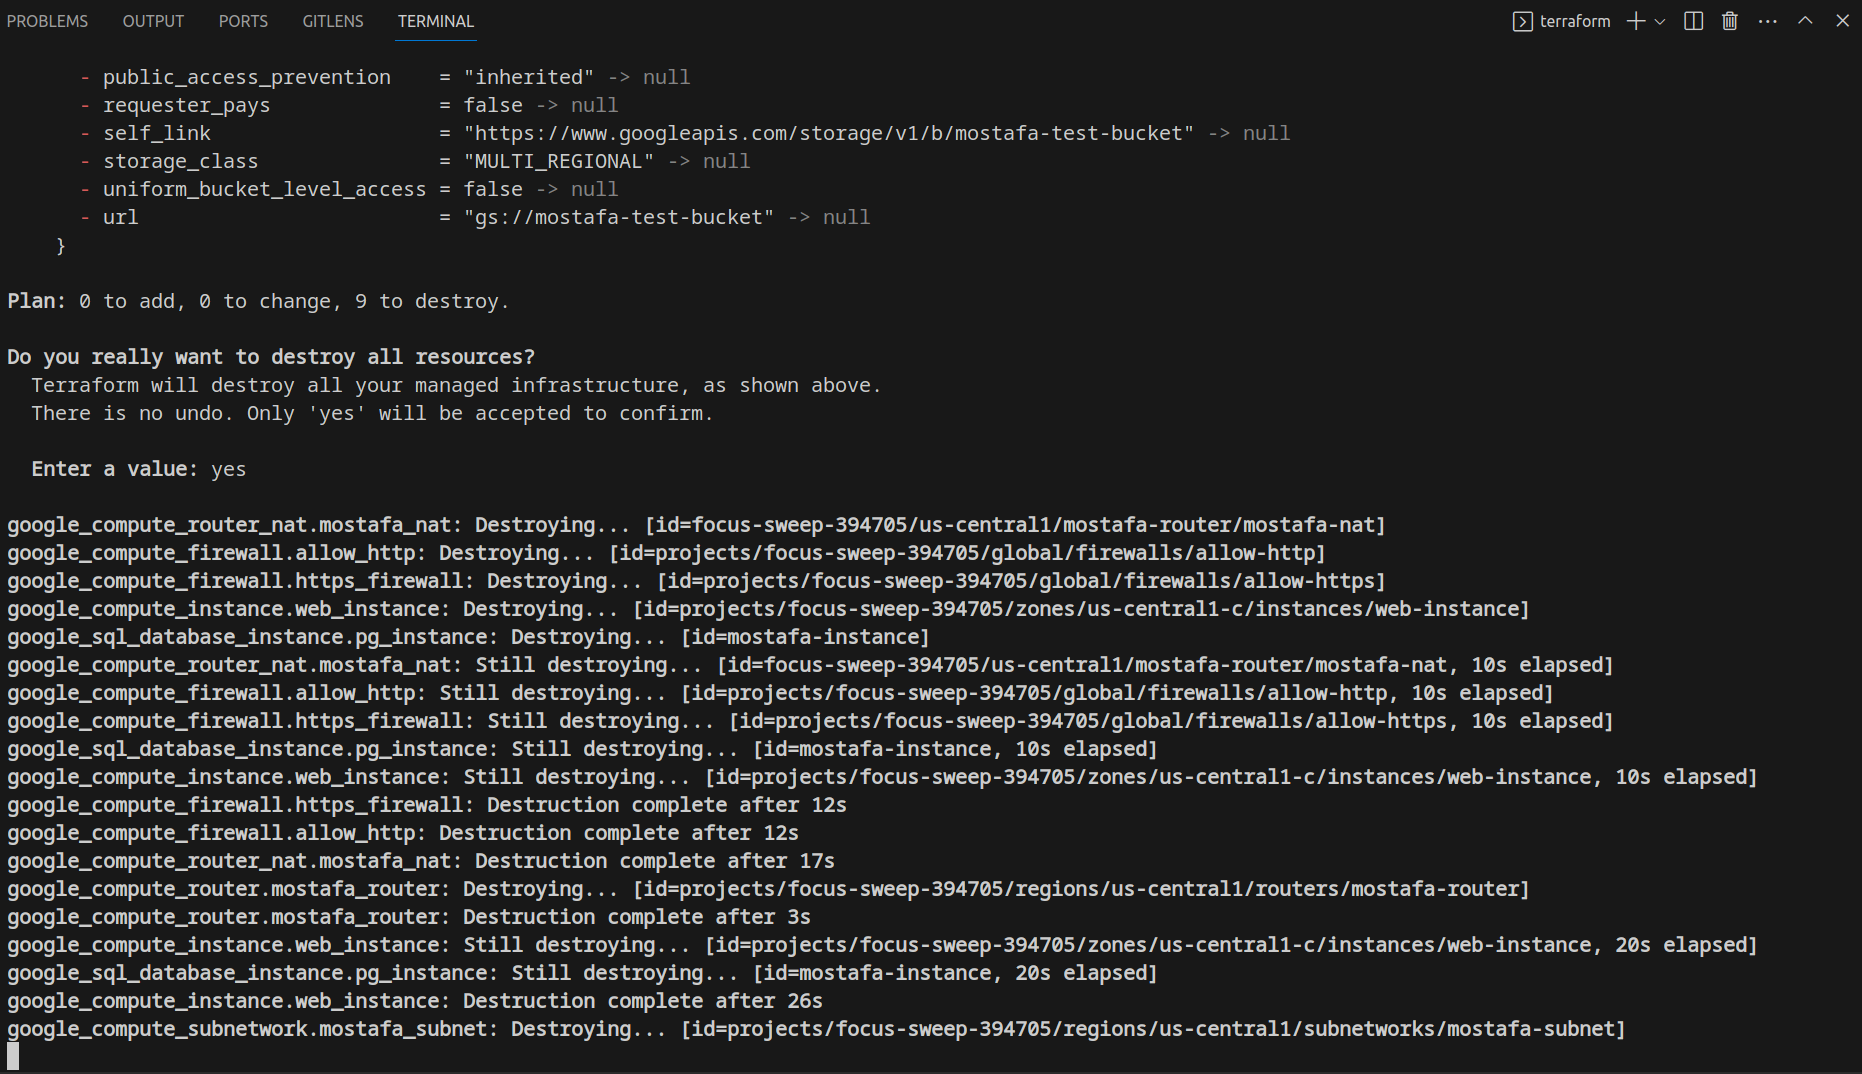 PROBLEMS OUTPUT PORTS GITLENS TERMINAL terraform
- public_access_prevention    = "inherited" -> null
- requester_pays              = false -> null
- self_link                   = "https://www.googleapis.com/storage/v1/b/mostafa-test-bucket" -> null
- storage_class               = "MULTI_REGIONAL" -> null
- uniform_bucket_level_access = false -> null
- url                         = "gs://mostafa-test-bucket" -> null
}
Plan: 0 to add, 0 to change, 9 to destroy.
Do you really want to destroy all resources?
Terraform will destroy all your managed infrastructure, as shown above.
There is no undo. Only 'yes' will be accepted to confirm.
Enter a value: yes
google_compute_router_nat.mostafa_nat: Destroying... [id=focus-sweep-394705/us-central1/mostafa-router/mostafa-nat]
google_compute_firewall.allow_http: Destroying... [id=projects/focus-sweep-394705/global/firewalls/allow-http]
google_compute_firewall.https_firewall: Destroying... [id=projects/focus-sweep-394705/global/firewalls/allow-https]
google_compute_instance.web_instance: Destroying... [id=projects/focus-sweep-394705/zones/us-central1-c/instances/web-instance]
google_sql_database_instance.pg_instance: Destroying... [id=mostafa-instance]
google_compute_router_nat.mostafa_nat: Still destroying... [id=focus-sweep-394705/us-central1/mostafa-router/mostafa-nat, 10s elapsed]
google_compute_firewall.allow_http: Still destroying... [id=projects/focus-sweep-394705/global/firewalls/allow-http, 10s elapsed]
google_compute_firewall.https_firewall: Still destroying... [id=projects/focus-sweep-394705/global/firewalls/allow-https, 10s elapsed]
google_sql_database_instance.pg_instance: Still destroying... [id=mostafa-instance, 10s elapsed]
google_compute_instance.web_instance: Still destroying... [id=projects/focus-sweep-394705/zones/us-central1-c/instances/web-instance, 10s elapsed]
google_compute_firewall.https_firewall: Destruction complete after 12s
google_compute_firewall.allow_http: Destruction complete after 12s
google_compute_router_nat.mostafa_nat: Destruction complete after 17s
google_compute_router.mostafa_router: Destroying... [id=projects/focus-sweep-394705/regions/us-central1/routers/mostafa-router]
google_compute_router.mostafa_router: Destruction complete after 3s
google_compute_instance.web_instance: Still destroying... [id=projects/focus-sweep-394705/zones/us-central1-c/instances/web-instance, 20s elapsed]
google_sql_database_instance.pg_instance: Still destroying... [id=mostafa-instance, 20s elapsed]
google_compute_instance.web_instance: Destruction complete after 26s
google_compute_subnetwork.mostafa_subnet: Destroying... [id=projects/focus-sweep-394705/regions/us-central1/subnetworks/mostafa-subnet]